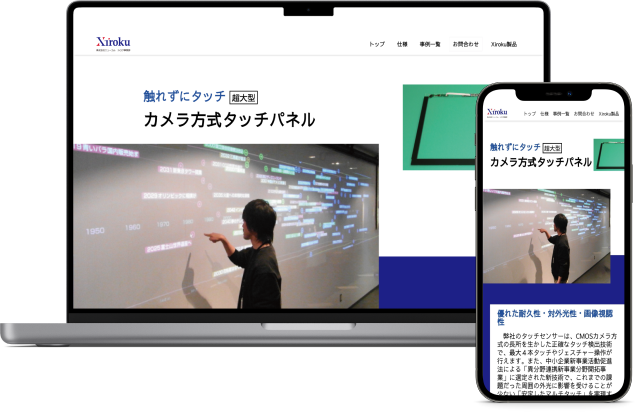 Xiroku
トップ 仕様 事例一覧 お問合わせ Xiroku製品
触れずにタッチ 超大型
カメラ方式タッチパネル
1960
1970
1980
Xiroku
トップ 仕様 事例一覧 お問合わせ Xiroku製品
触れずにタッチ 超大型
カメラ方式タッチパネル
優れた耐久性・対外光性・画像視認
性
弊社のタッチセンサーは、CMOSカメラ方
式の長所を生かした正確なタッチ検出技術
で、最大４本タッチやジェスチャー操作が
行えます。また、中小企業新事業活動促進
法による「異分野連携新事業分野開拓事
業」に選定された新技術で、これまでの課
題だった周囲の外光に影響を受けることが
少ない「安定したマルチタッチ」を実現す